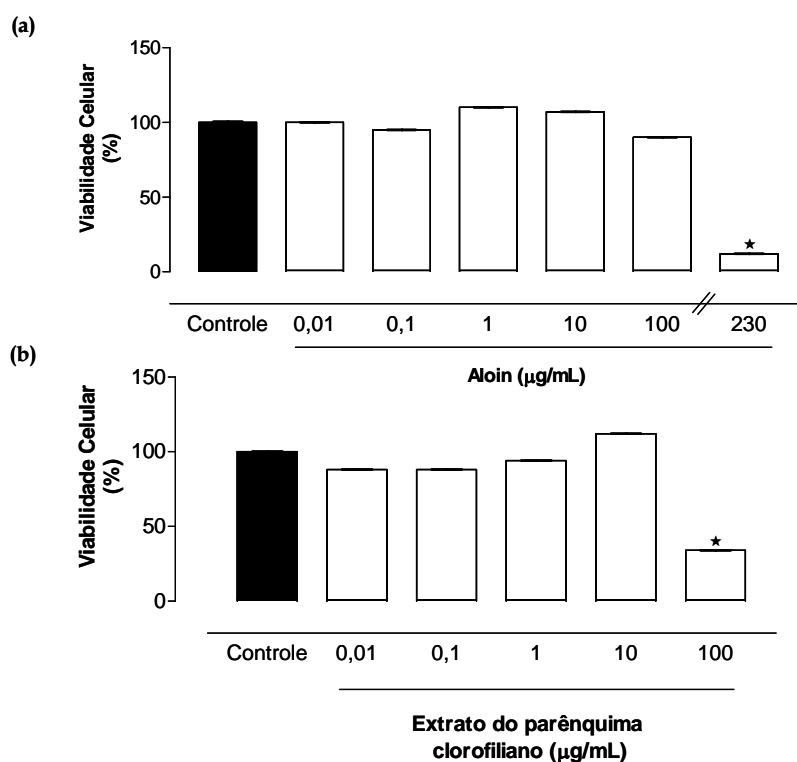 (a)
Viabilidade Celular
(%)
150
100
50
0
★
Controle 0,01 0,1 1 10 100 230
Aloin (μg/mL)
(b)
Viabilidade Celular
(%)
150
100
50
0
★
Controle 0,01 0,1 1 10 100
Extrato do parênquima
clorofiliano (μg/mL)